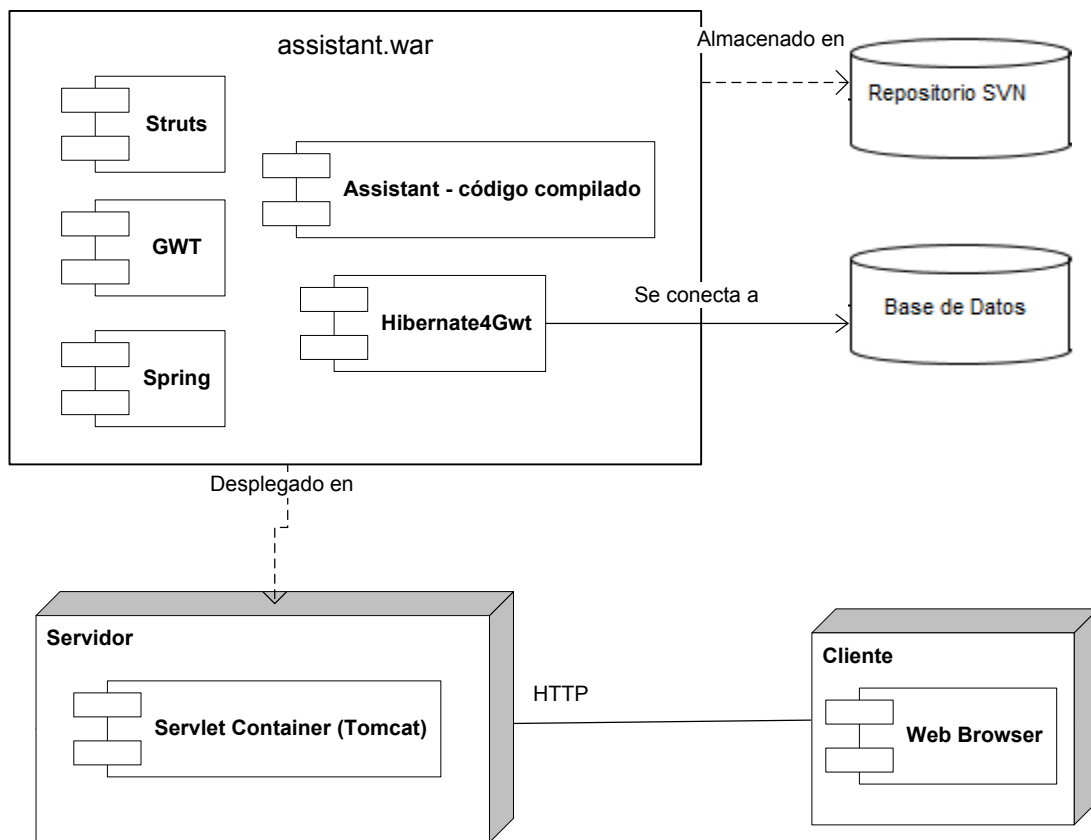 assistant.war
Almacenado en
Repositorio SVN
Struts
Assistant - código compilado
GWT
Se conecta a
Base de Datos
Hibernate4Gwt
Spring
Desplegado en
Servidor
Servlet Container (Tomcat)
HTTP
Cliente
Web Browser